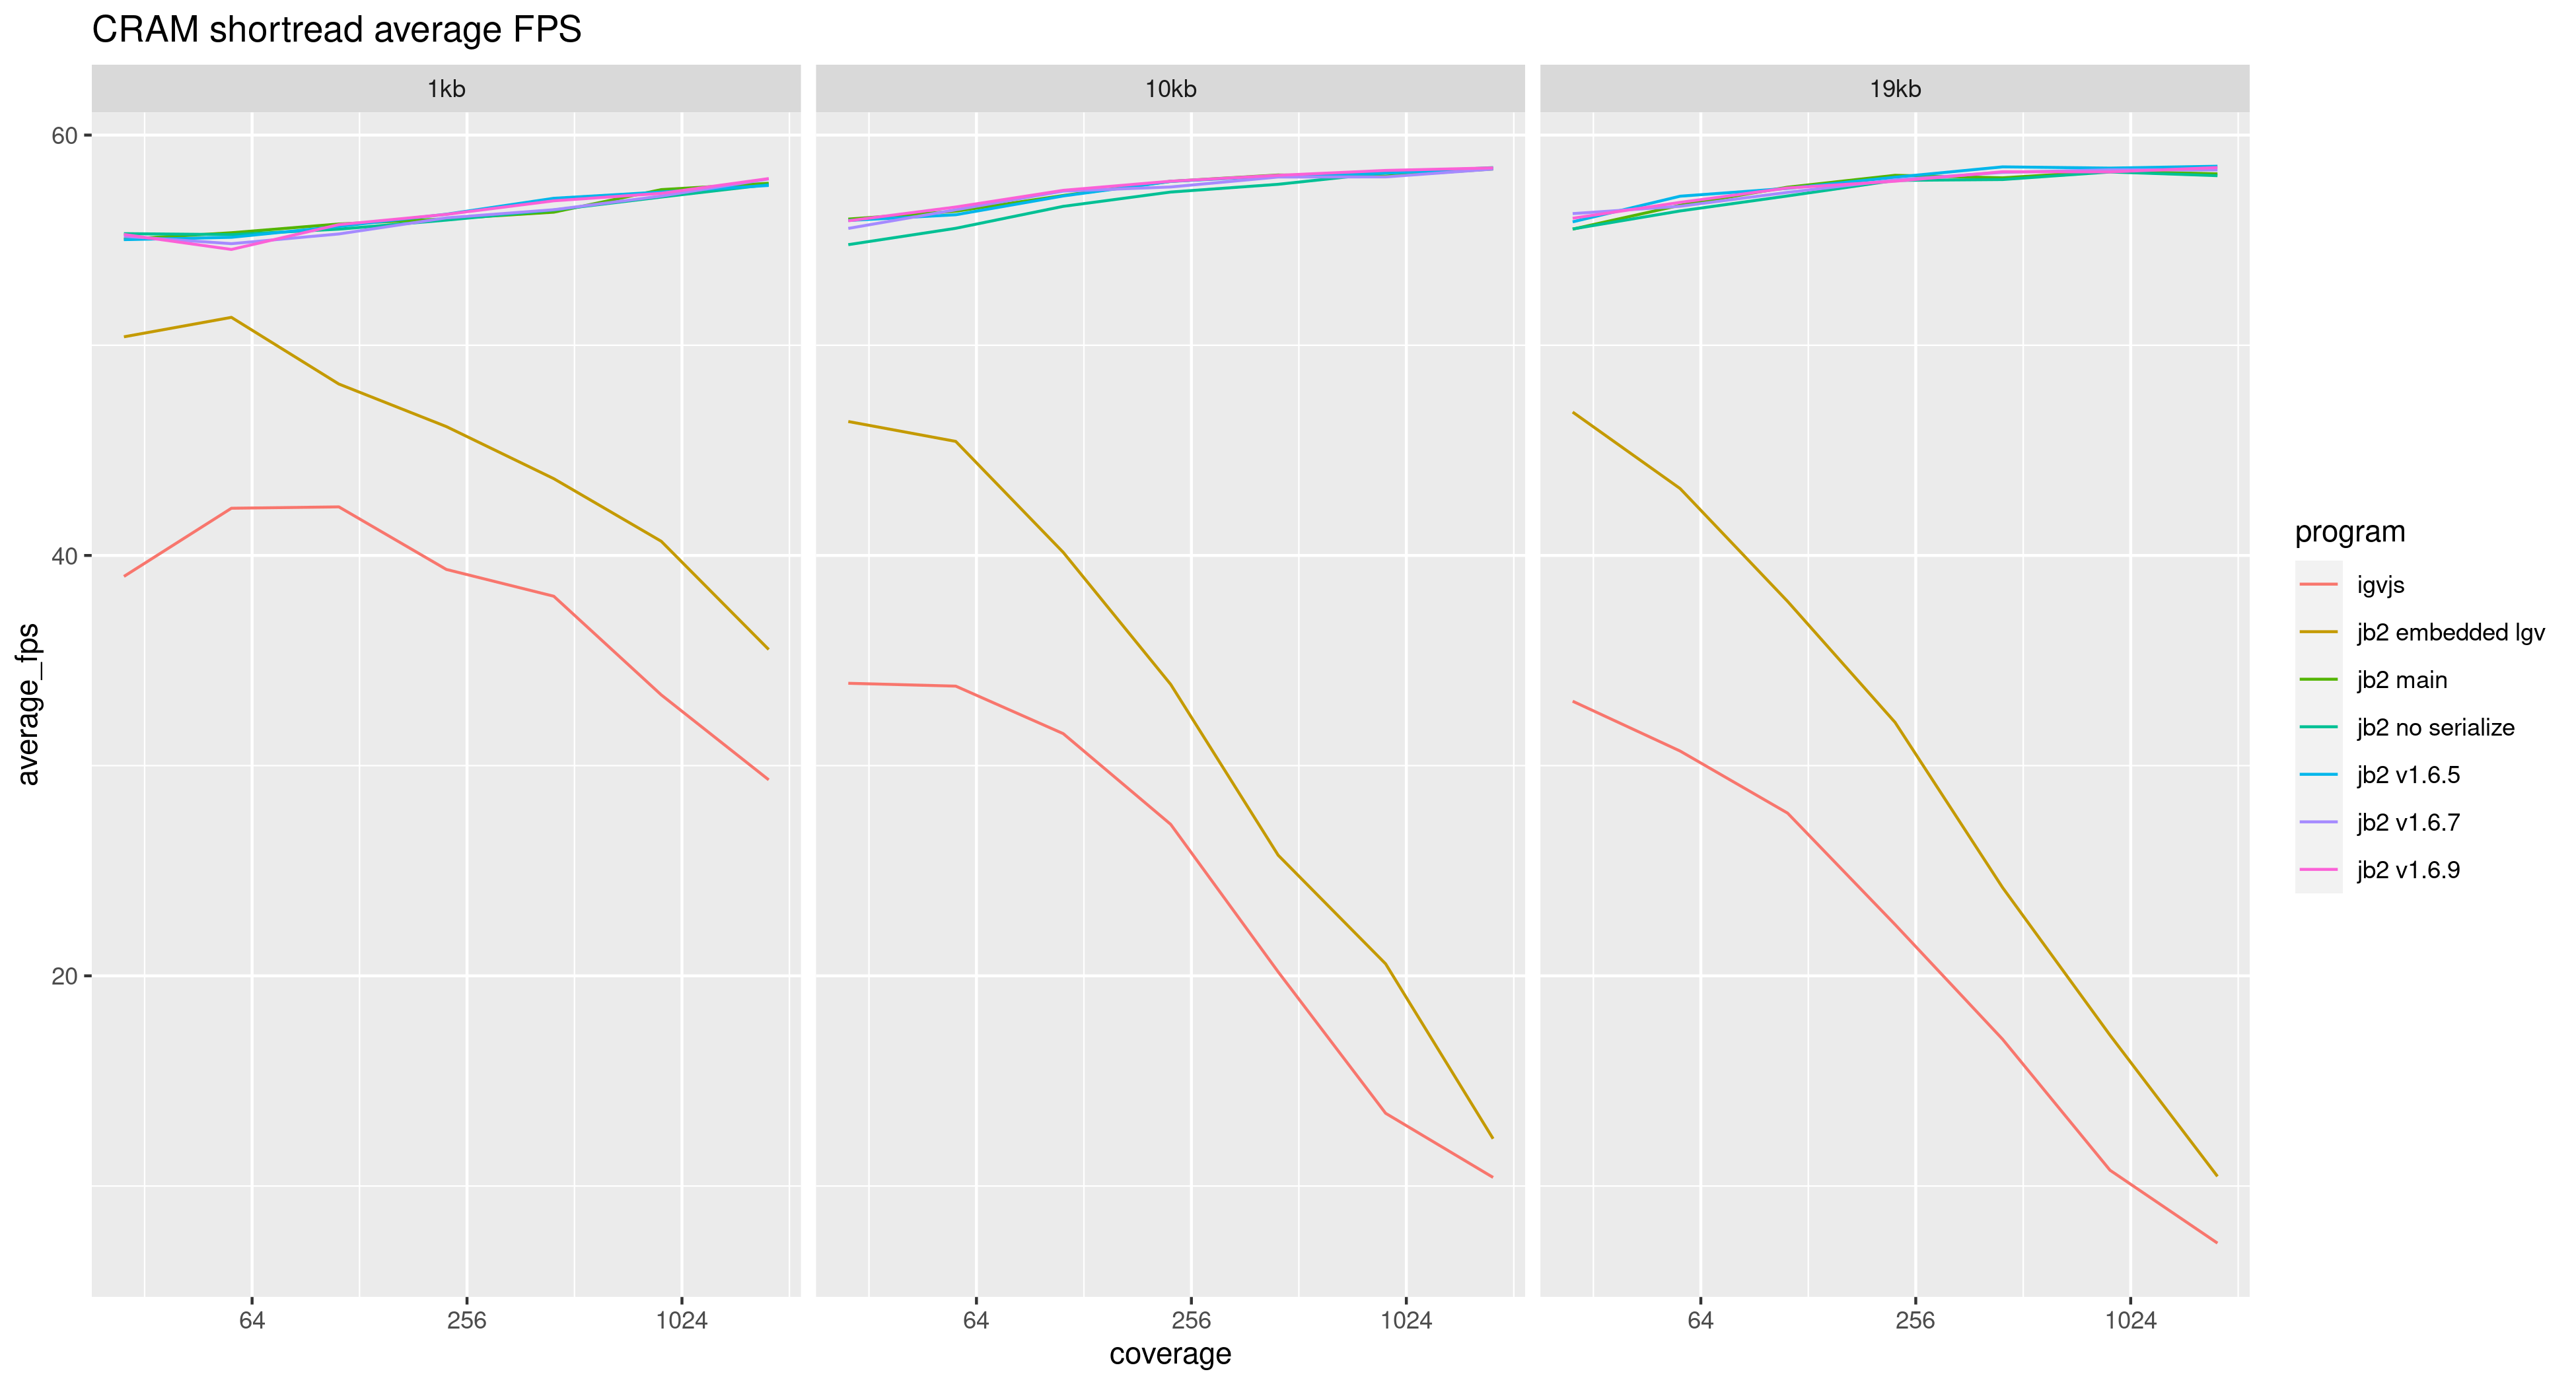 CRAM shortread average FPS
1kb
10kb
19kb
60
40
20
average_fps
64
256
1024
64
256
1024
64
256
1024
coverage
program
igvjs
jb2 embedded lgv
jb2 main
jb2 no serialize
jb2 v1.6.5
jb2 v1.6.7
jb2 v1.6.9